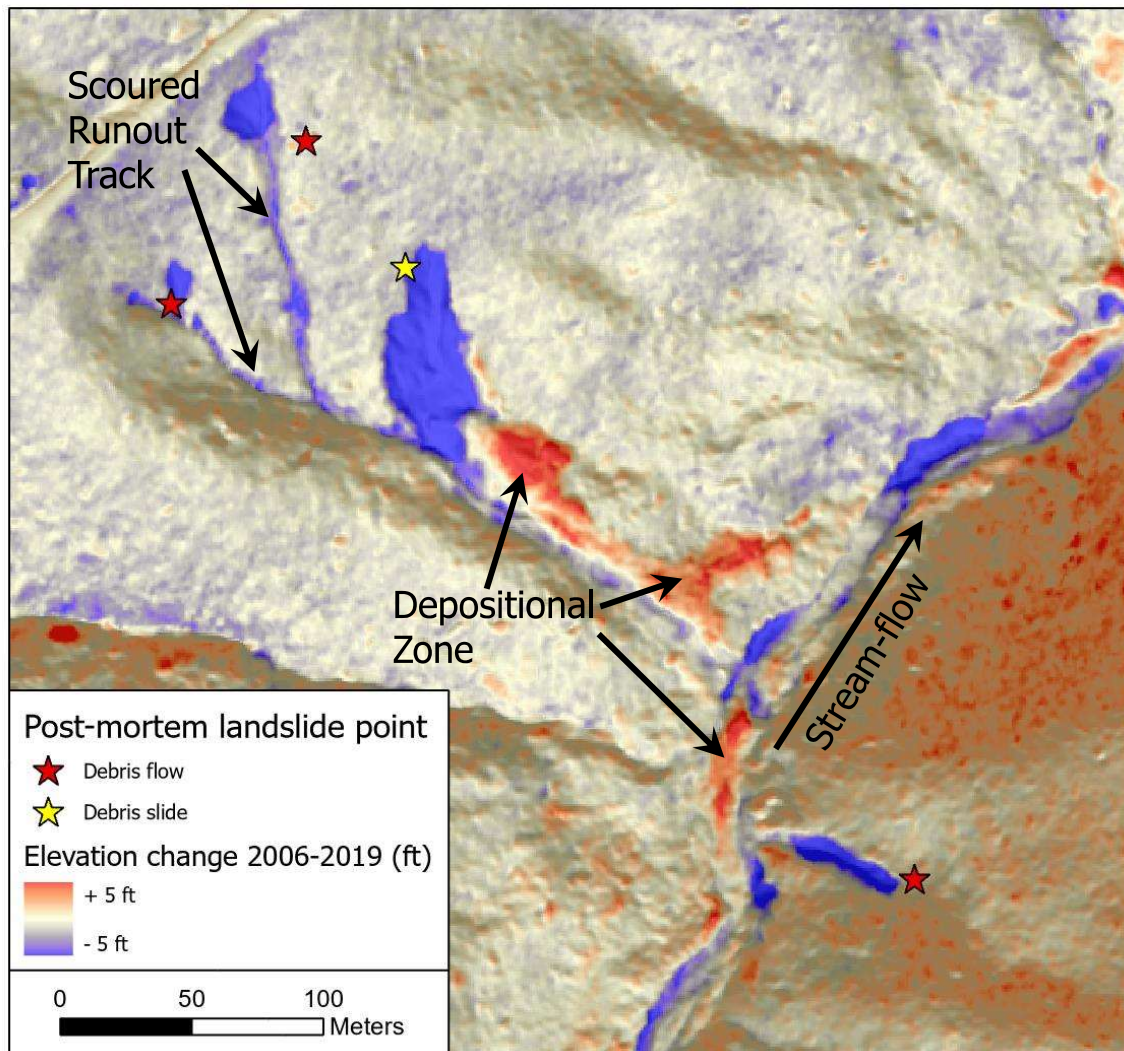 Scoured
Runout
Track
Depositional
Zone
Stream-flow
Post-mortem landslide point
Debris flow
Debris slide
Elevation change 2006-2019 (ft)
+ 5 ft
- 5 ft
0 50 100
Meters